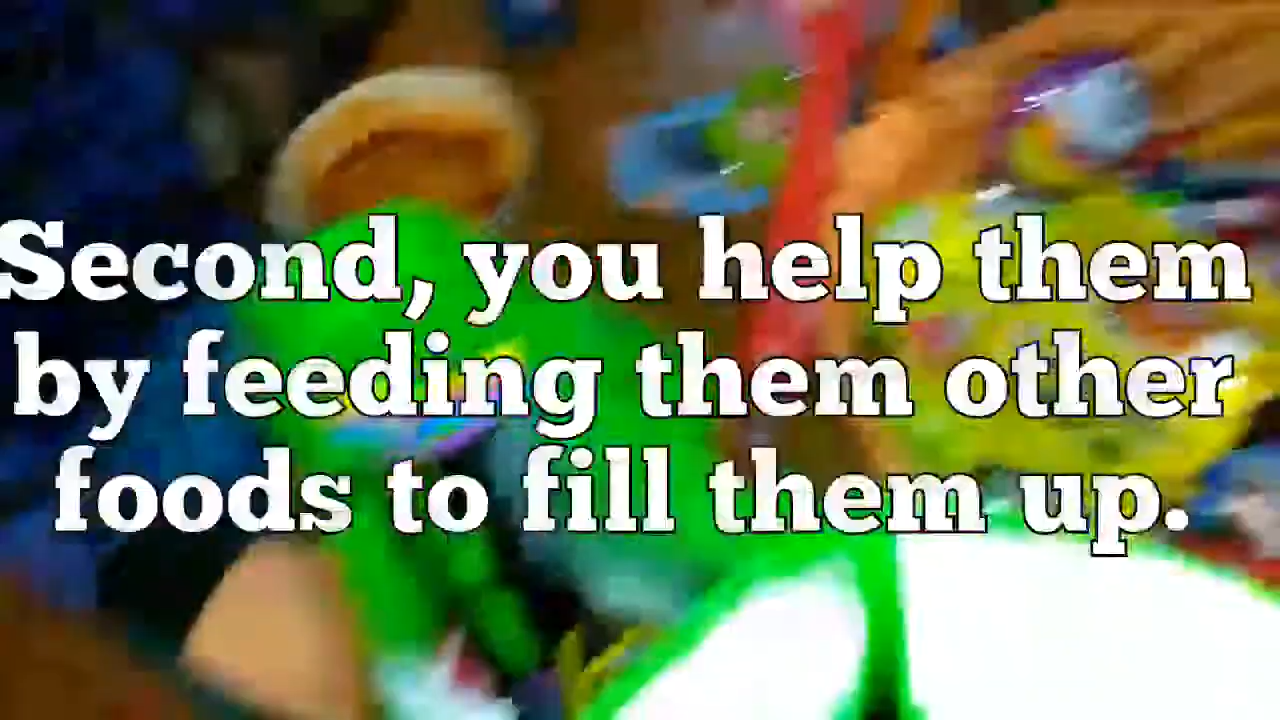 Second, you help them
by feeding them other
foods to fill them up.